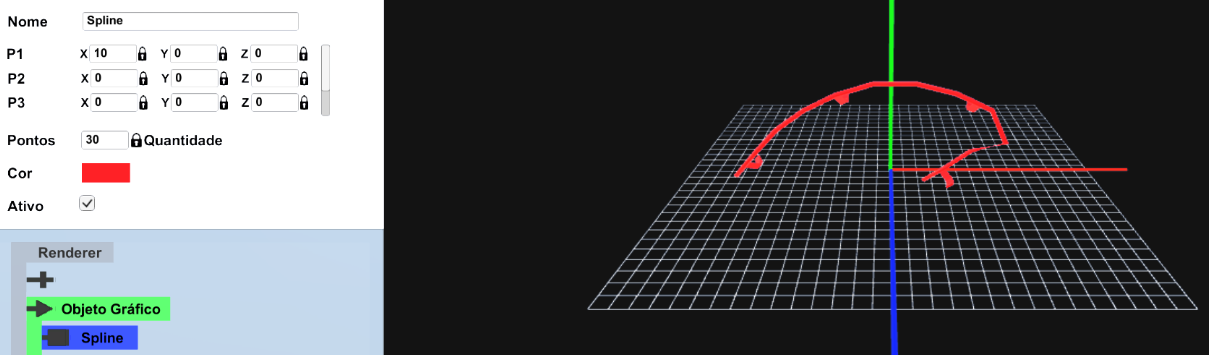 Nome Spline
P1 X 10 Y 0 Z 0
P2 X 0 Y 0 Z 0
P3 X 0 Y 0 Z 0
Pontos 30 Quantidade
Cor
Ativo
Renderer
Objeto Gráfico
Spline